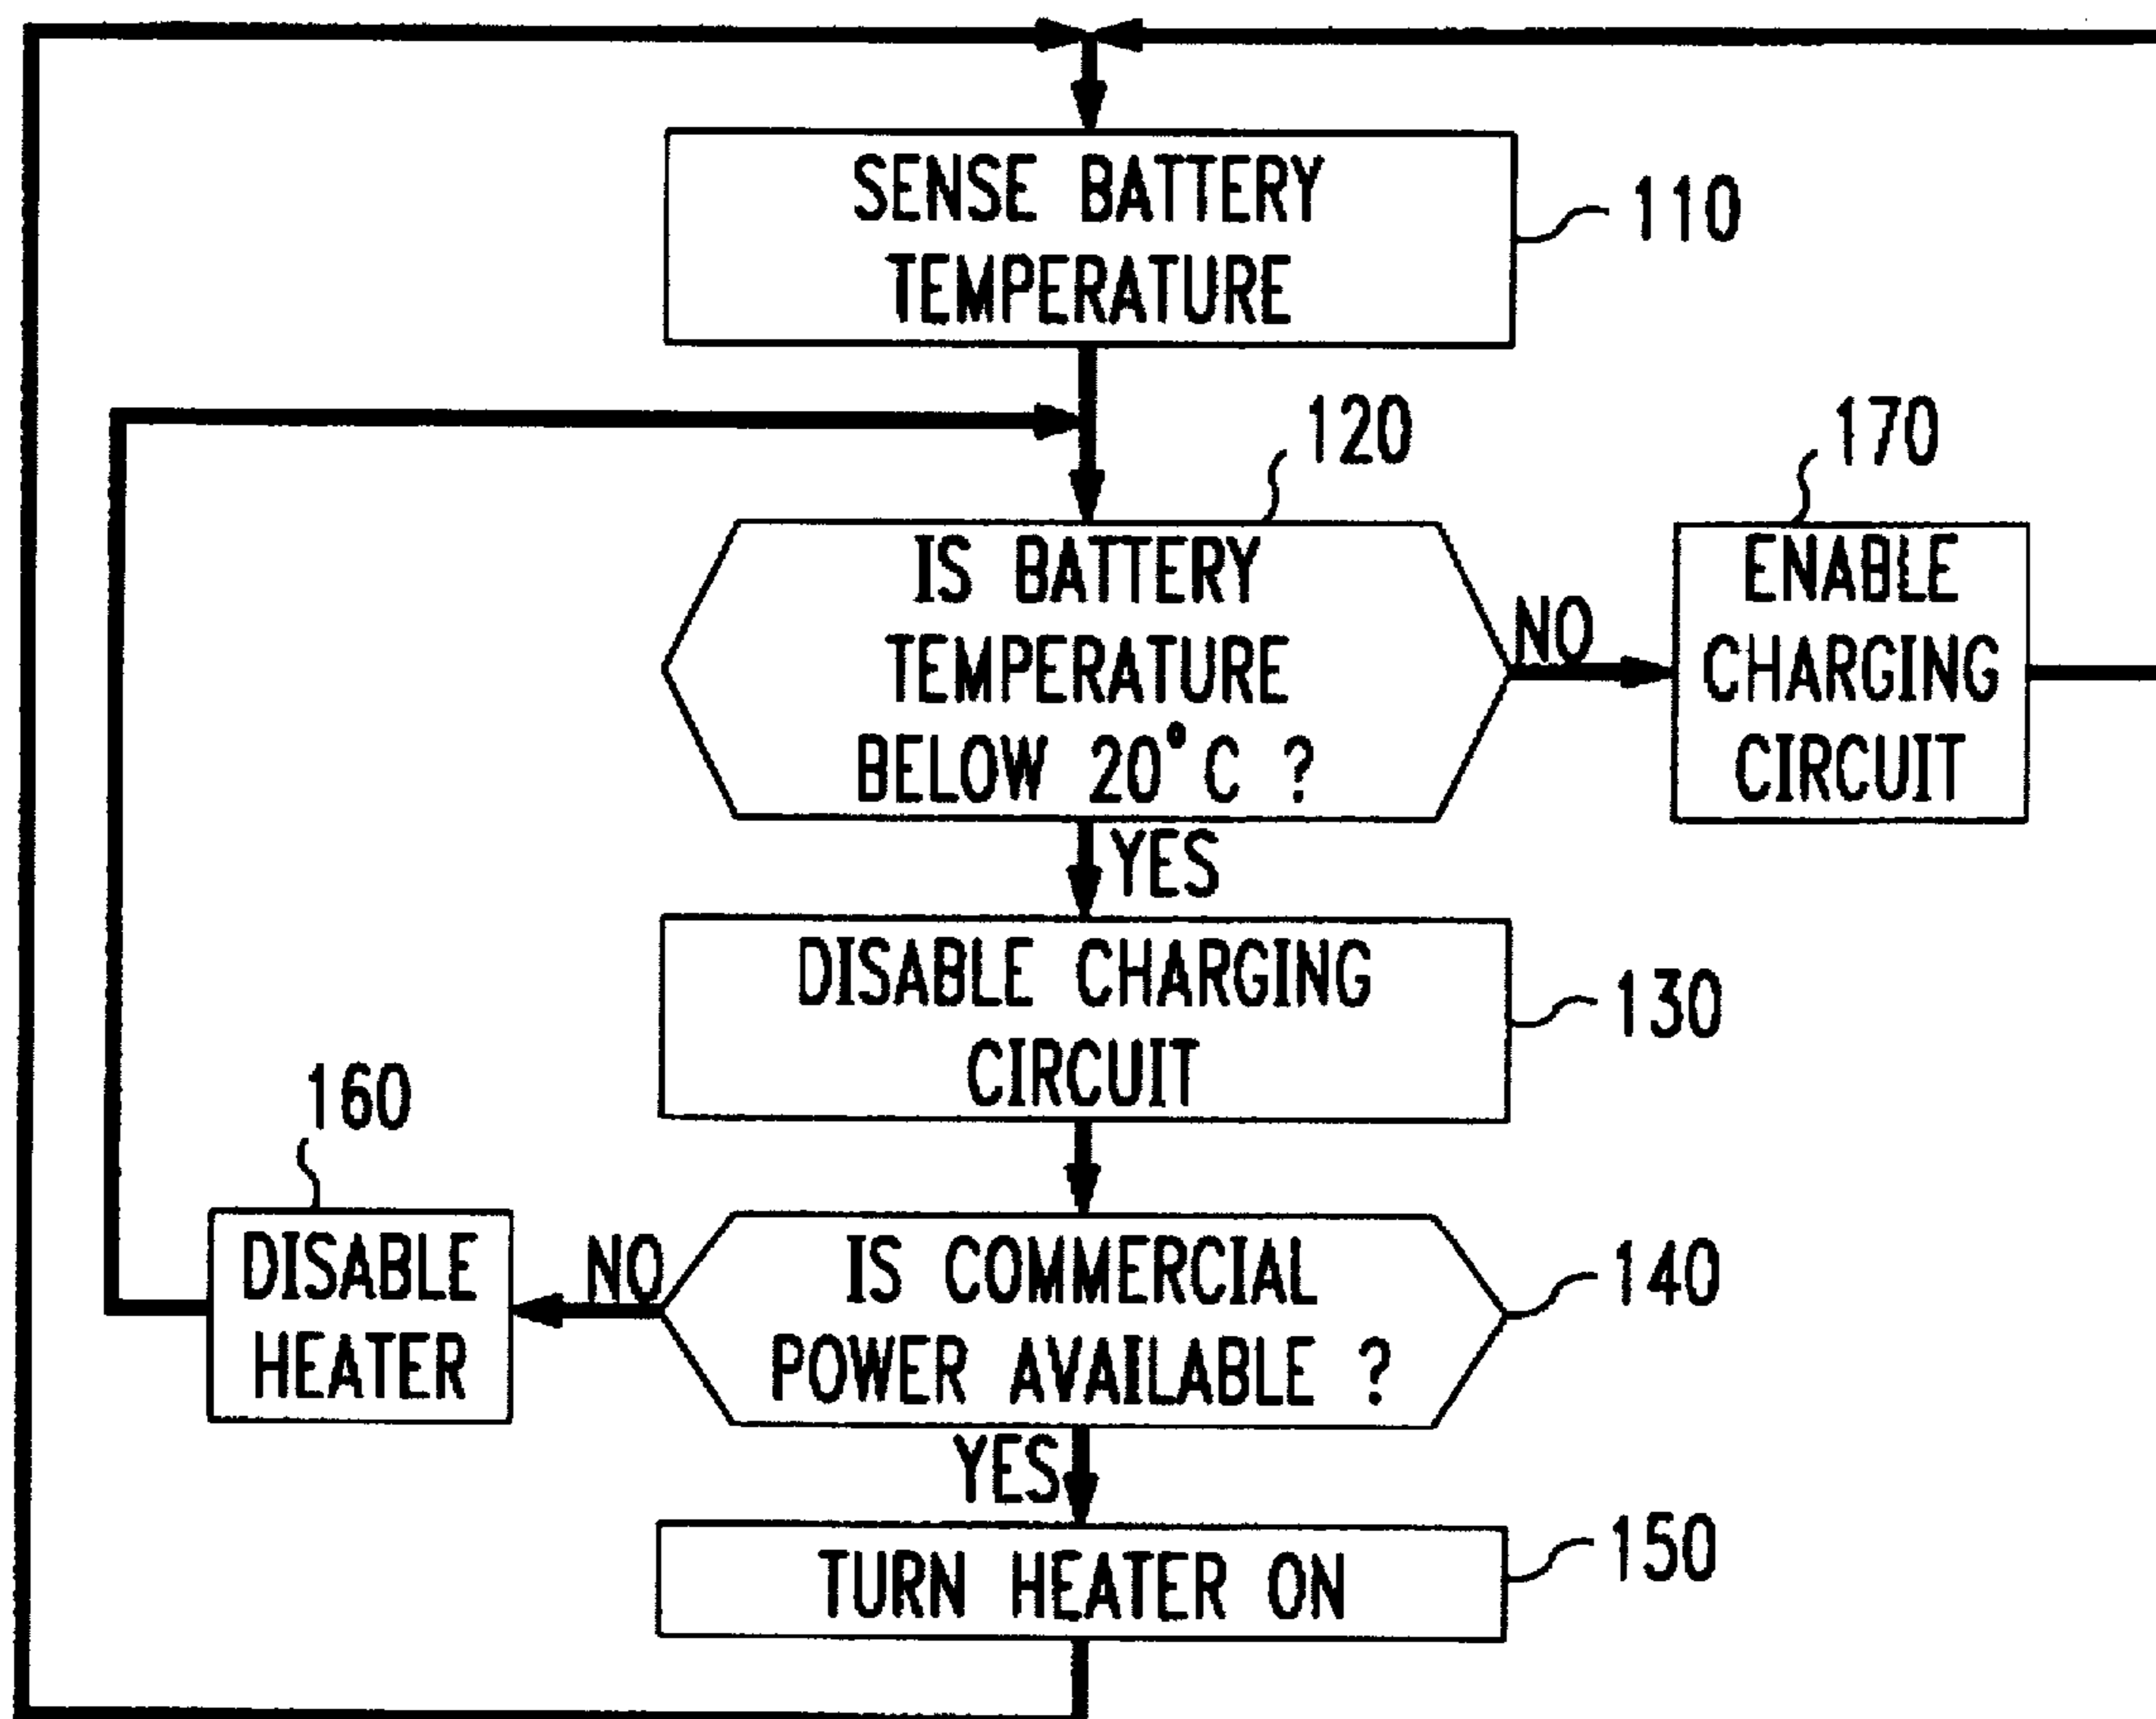 SENSE BATTERY
TEMPERATURE
110
120
170
IS BATTERY
TEMPERATURE
BELOW 20°C ?
NO
ENABLE
CHARGING
CIRCUIT
YES
DISABLE CHARGING
CIRCUIT
130
160
DISABLE
HEATER
NO
IS COMMERCIAL
POWER AVAILABLE ?
140
YES
TURN HEATER ON
150